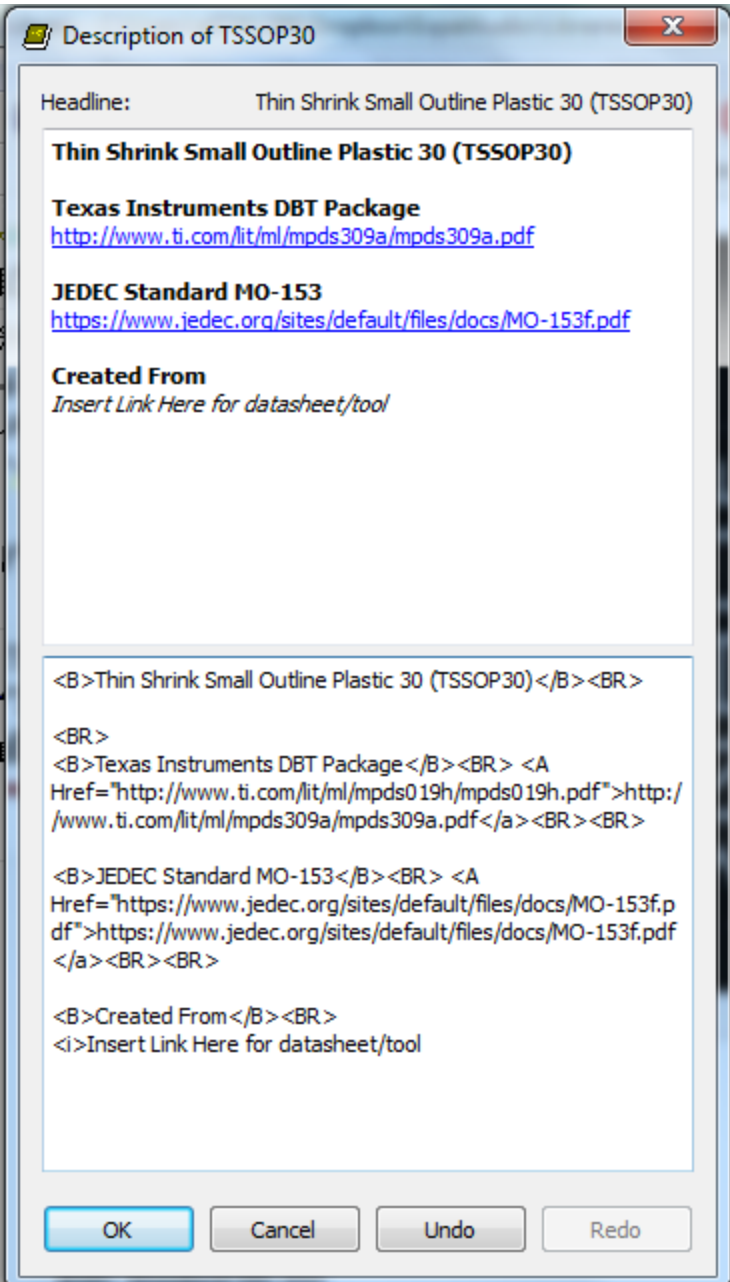 Description of TSSOP30
Headline: Thin Shrink Small Outline Plastic 30 (TSSOP30)
Thin Shrink Small Outline Plastic 30 (TSSOP30)
Texas Instruments DBT Package
http://www.ti.com/lit/ml/mpds309a/mpds309a.pdf
JEDEC Standard MO-153
https://www.jedec.org/sites/default/files/docs/MO-153f.pdf
Created From
Insert Link Here for datasheet/tool
<B>Thin Shrink Small Outline Plastic 30 (TSSOP30)</B><BR>
<BR>
<B>Texas Instruments DBT Package</B><BR> <A
Href="http://www.ti.com/lit/ml/mpds019h/mpds019h.pdf">http:/
/www.ti.com/lit/ml/mpds309a/mpds309a.pdf</a><BR><BR>
<B>JEDEC Standard MO-153</B><BR> <A
Href="https://www.jedec.org/sites/default/files/docs/MO-153f.p
df">https://www.jedec.org/sites/default/files/docs/MO-153f.pdf
</a><BR><BR>
<B>Created From</B><BR>
<i>Insert Link Here for datasheet/tool
OK Cancel Undo Redo